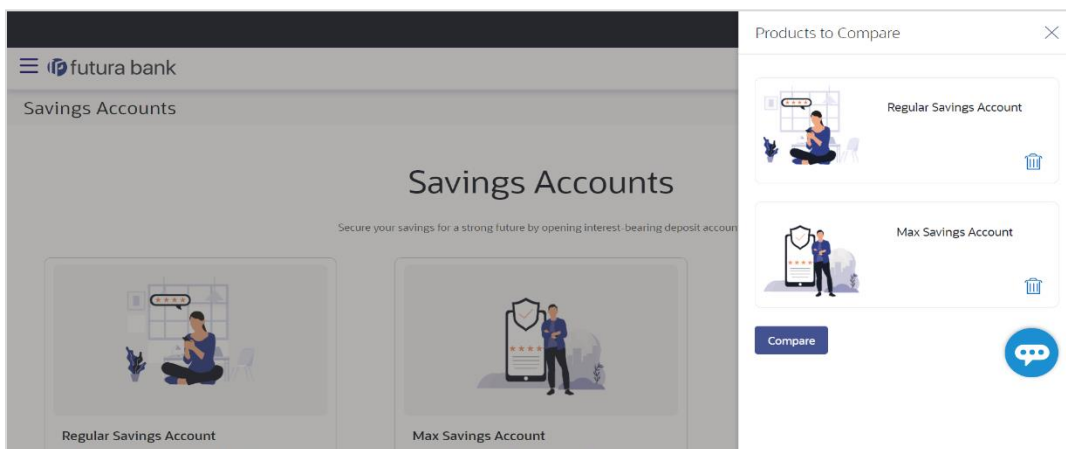 Products to Compare
futura bank
Savings Accounts
Regular Savings Account
Savings Accounts
Secure your savings for a strong future by opening interest-bearing deposit accoun
Max Savings Account
Compare
Regular Savings Account
Max Savings Account